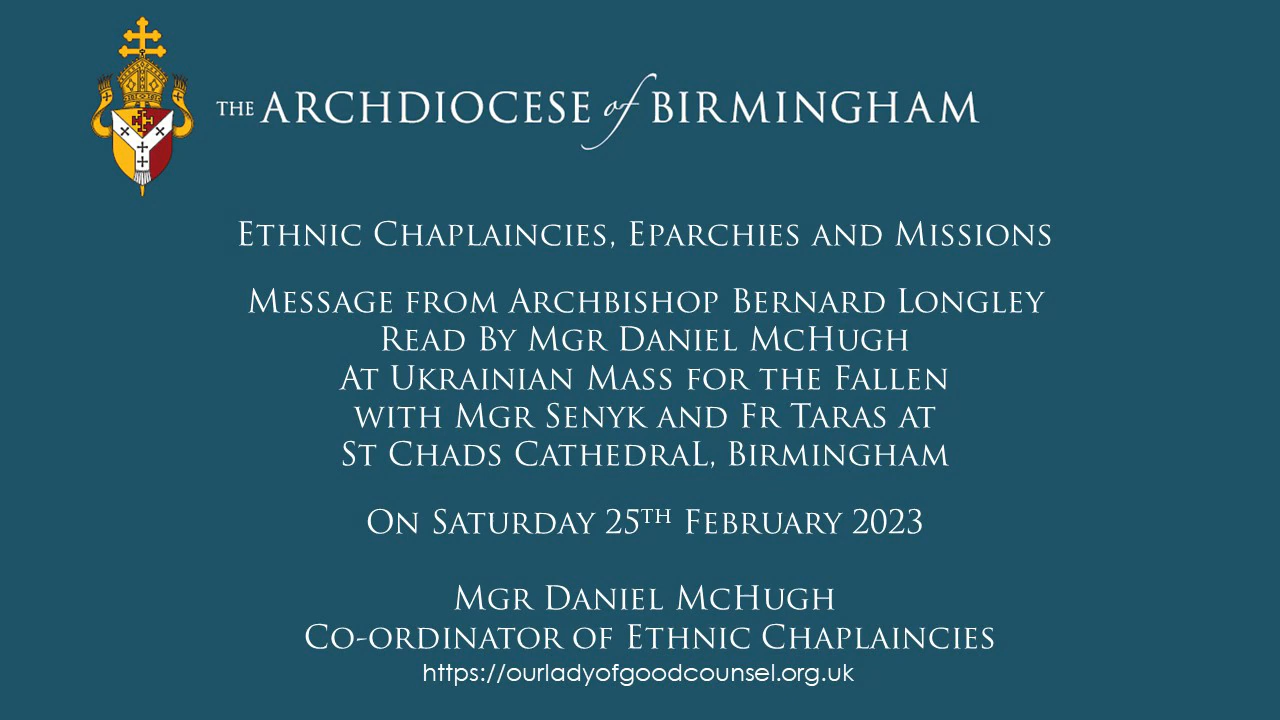 THE ARCHDIOCESE of BIRMINGHAM
Ethnic Chaplaincies, Eparchies and Missions
Message from Archbishop Bernard Longley
Read By Mgr Daniel McHugh
At Ukrainian Mass for the Fallen
with Mgr Senyk and Fr Taras at
St Chads Cathedral, Birmingham
On Saturday 25th February 2023
Mgr Daniel McHugh
Co-ordinator of Ethnic Chaplaincies
https://ourladyofgoodcounsel.org.uk